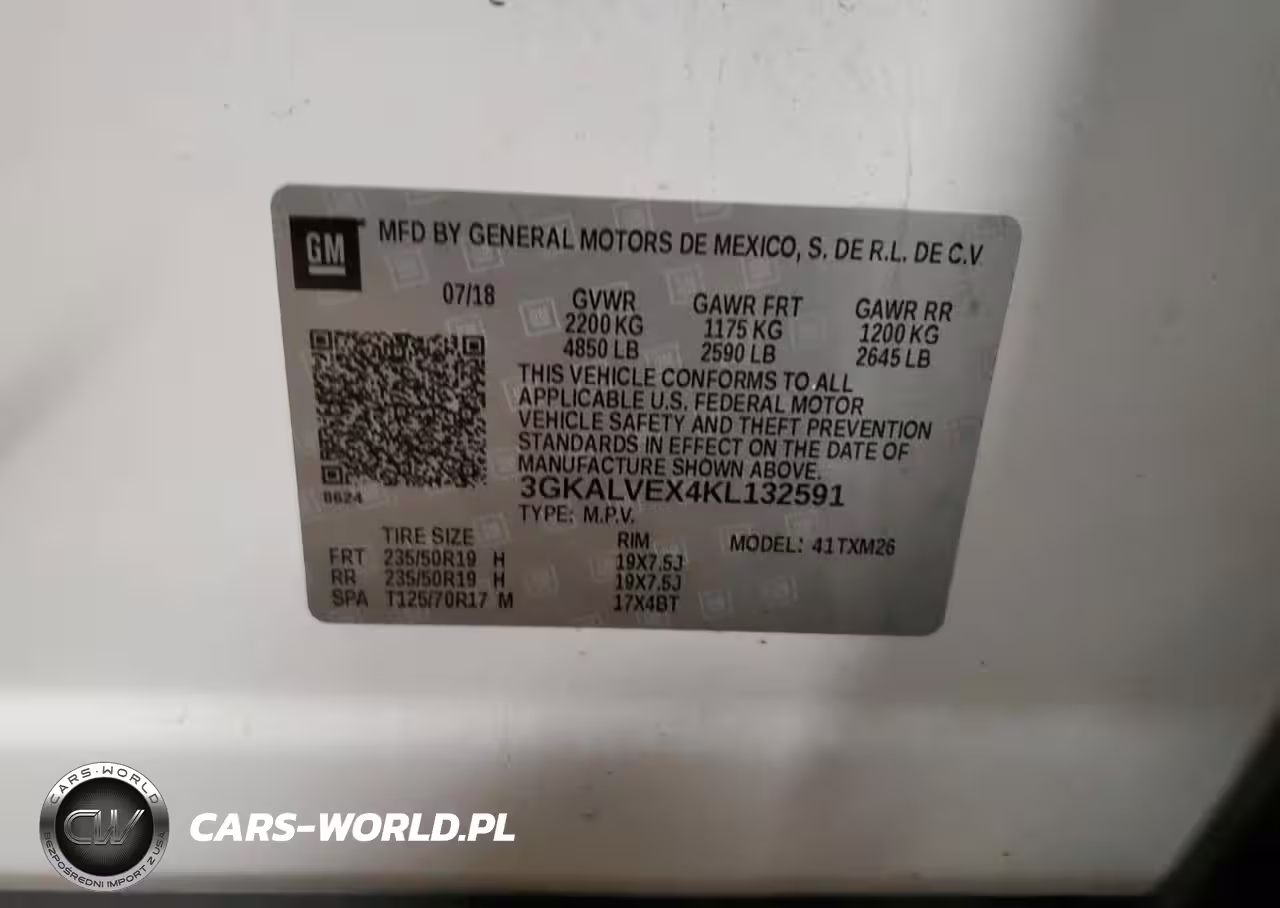 GM
MFD BY GENERAL MOTORS DE MEXICO, S. DE R.L. DE C.V
07/18
GVWR GAWR FRT GAWR RR
2200 KG 1175 KG 1200 KG
4850 LB 2590 LB 2645 LB
THIS VEHICLE CONFORMS TO ALL
APPLICABLE U.S. FEDERAL MOTOR
VEHICLE SAFETY AND THEFT PREVENTION
STANDARDS IN EFFECT ON THE DATE OF
MANUFACTURE SHOWN ABOVE.
8624
3GKALVEX4KL132591
TYPE: M.P.V.
TIRE SIZE RIM MODEL: 41TXM26
FRT 235/50R19 H 19X7.5J
RR 235/50R19 H 19X7.5J
SPA T125/70R17 M 17X4BT
CARS-WORLD
CW
BEZPOŚREDNI IMPORT Z USA
CARS-WORLD.PL